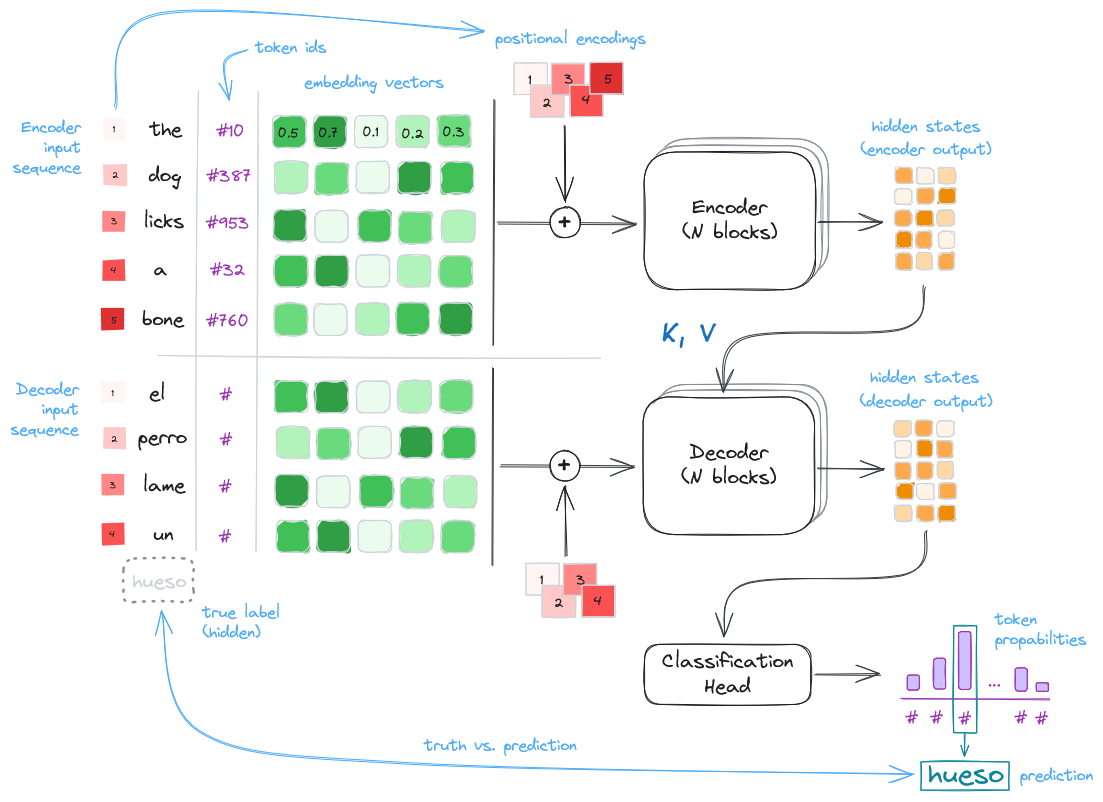 positional encodings
token ids
embedding vectors
1 3 5
2 4
Encoder
input
sequence
1 the #10 0.5 0.7 0.1 0.2 0.3
2 dog #387
3 licks #953
4 a #32
5 bone #760
+
Encoder
(N blocks)
hidden states
(encoder output)
K, V
Decoder
input
sequence
1 el #
2 perro #
3 lame #
4 un #
hueso
true label
(hidden)
+
1 3
2 4
Decoder
(N blocks)
hidden states
(decoder output)
Classification
Head
token
propabilities
...
# # # # #
truth vs. prediction
hueso
prediction